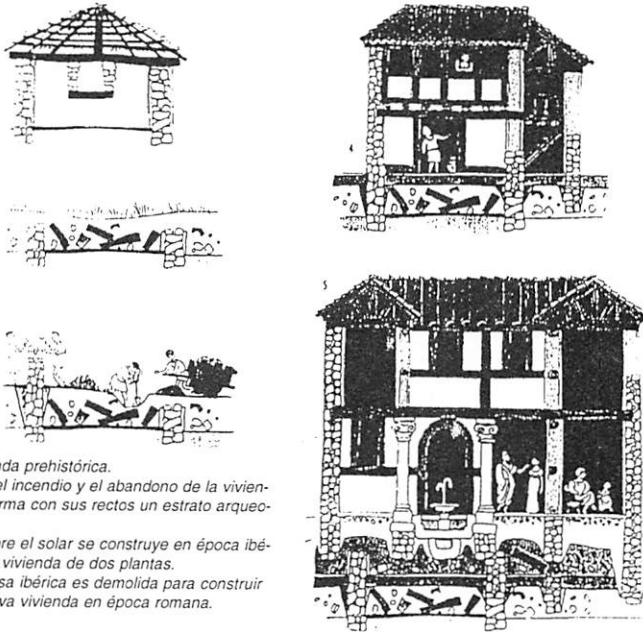 4
5
nda prehistórica.
el incendio y el abandono de la vivien-
rma con sus rectos un estrato arqueo-
re el solar se construye en época ibé-
vivienda de dos plantas.
sa ibérica es demolida para construir
va vivienda en época romana.